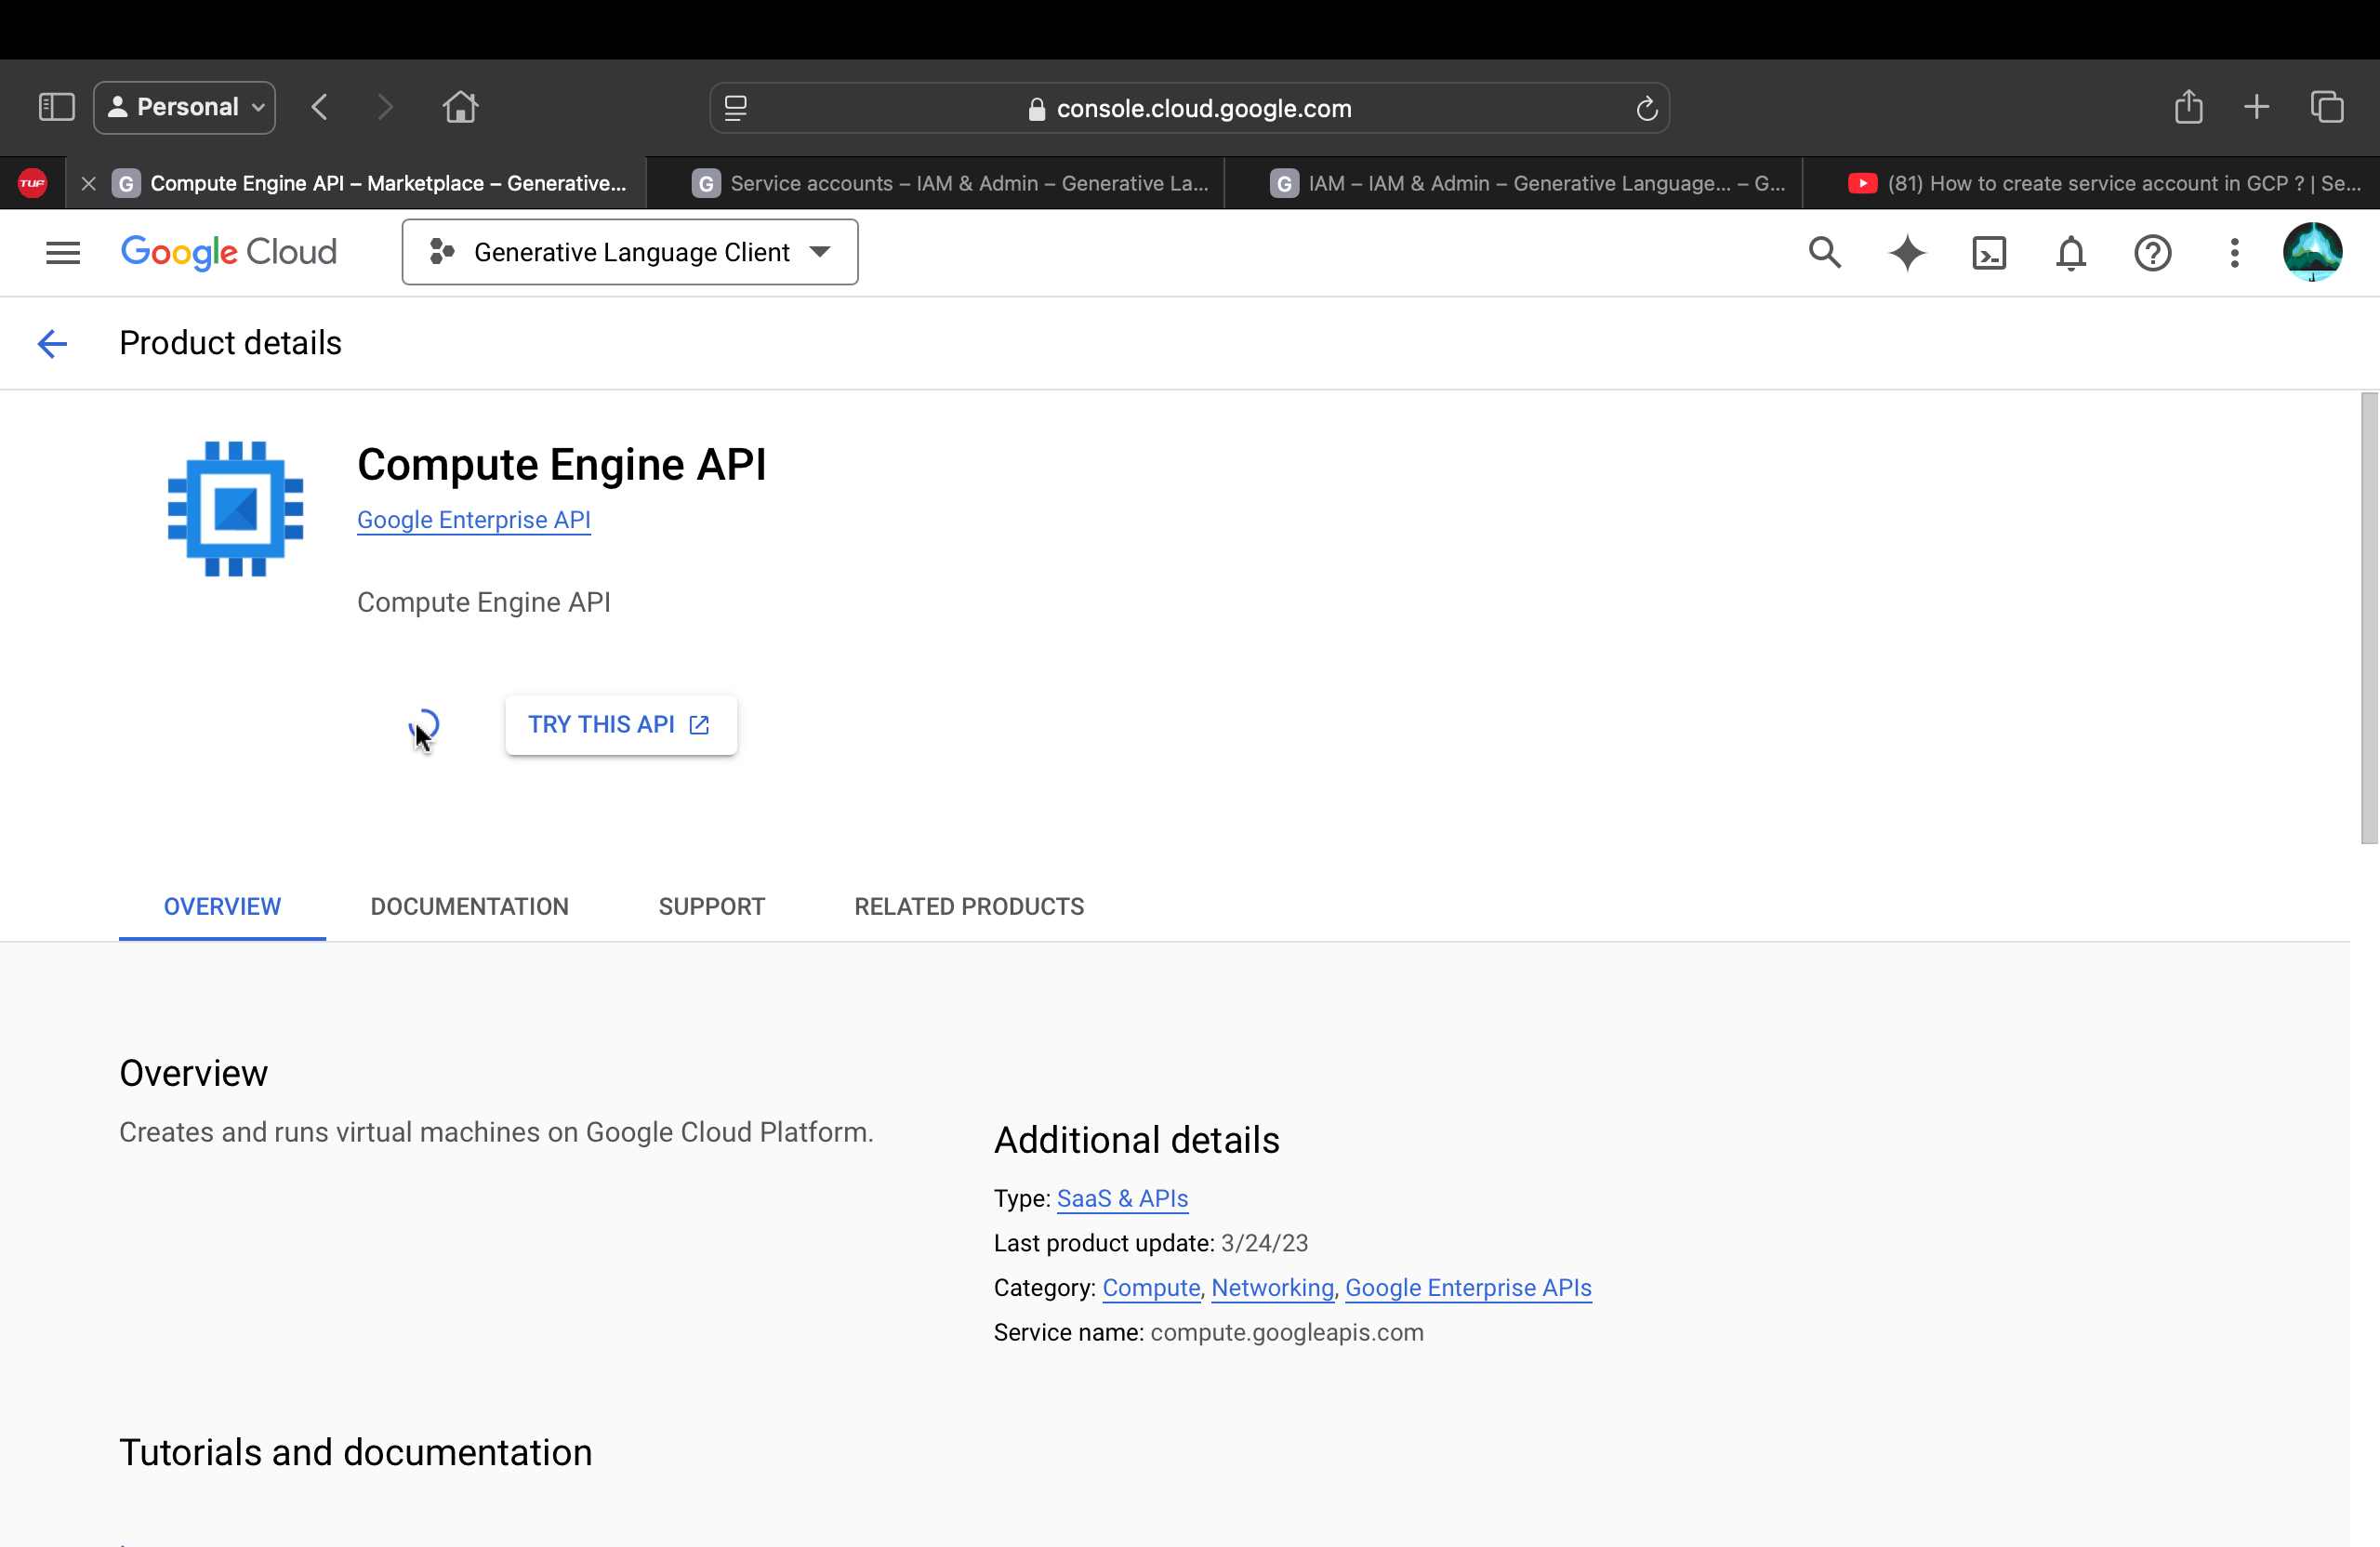 Personal
console.cloud.google.com
TUF
G Compute Engine API – Marketplace – Generative...
G Service accounts – IAM & Admin – Generative La...
G IAM – IAM & Admin – Generative Language... – G...
(81) How to create service account in GCP ? | Se...
Google Cloud
Generative Language Client
Product details
Compute Engine API
Google Enterprise API
Compute Engine API
TRY THIS API
OVERVIEW
DOCUMENTATION
SUPPORT
RELATED PRODUCTS
Overview
Creates and runs virtual machines on Google Cloud Platform.
Additional details
Type: SaaS & APIs
Last product update: 3/24/23
Category: Compute, Networking, Google Enterprise APIs
Service name: compute.googleapis.com
Tutorials and documentation